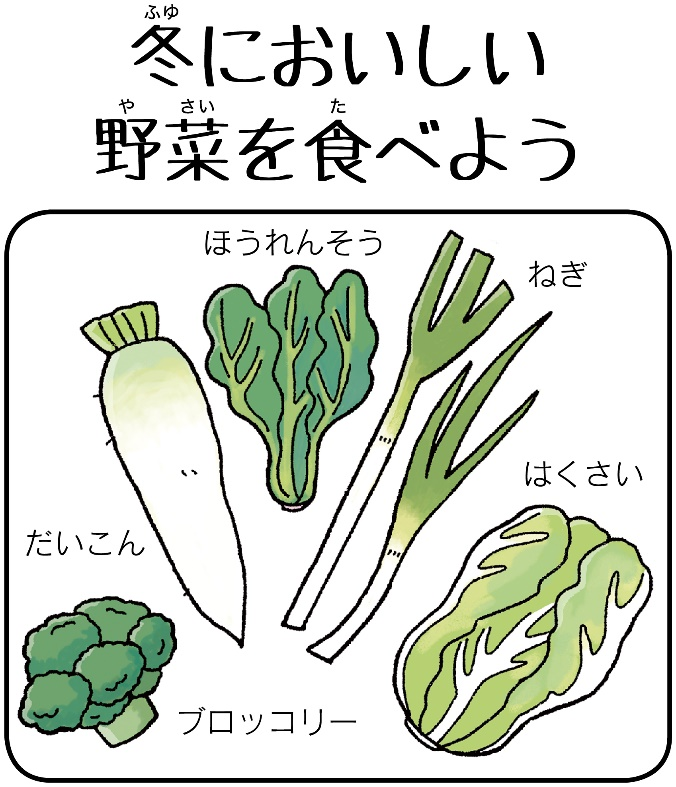 ふゆ
冬においしい
や さい た
野菜を食べよう
ほうれんそう
ねぎ
はくさい
だいこん
ブロッコリー